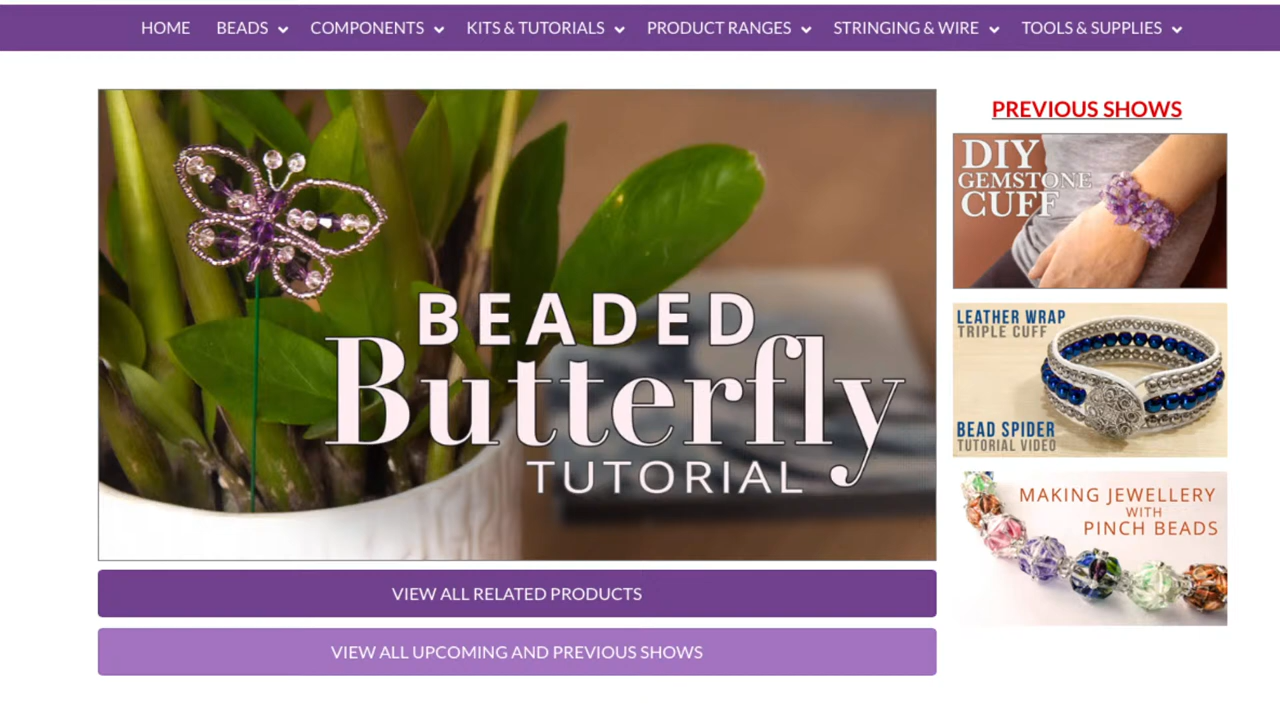 HOME BEADS COMPONENTS KITS & TUTORIALS PRODUCT RANGES STRINGING & WIRE TOOLS & SUPPLIES
BEADED
Butterfly
TUTORIAL
VIEW ALL RELATED PRODUCTS
VIEW ALL UPCOMING AND PREVIOUS SHOWS
PREVIOUS SHOWS
DIY
GEMSTONE
CUFF
LEATHER WRAP
TRIPLE CUFF
BEAD SPIDER
TUTORIAL VIDEO
MAKING JEWELLERY
WITH
PINCH BEADS